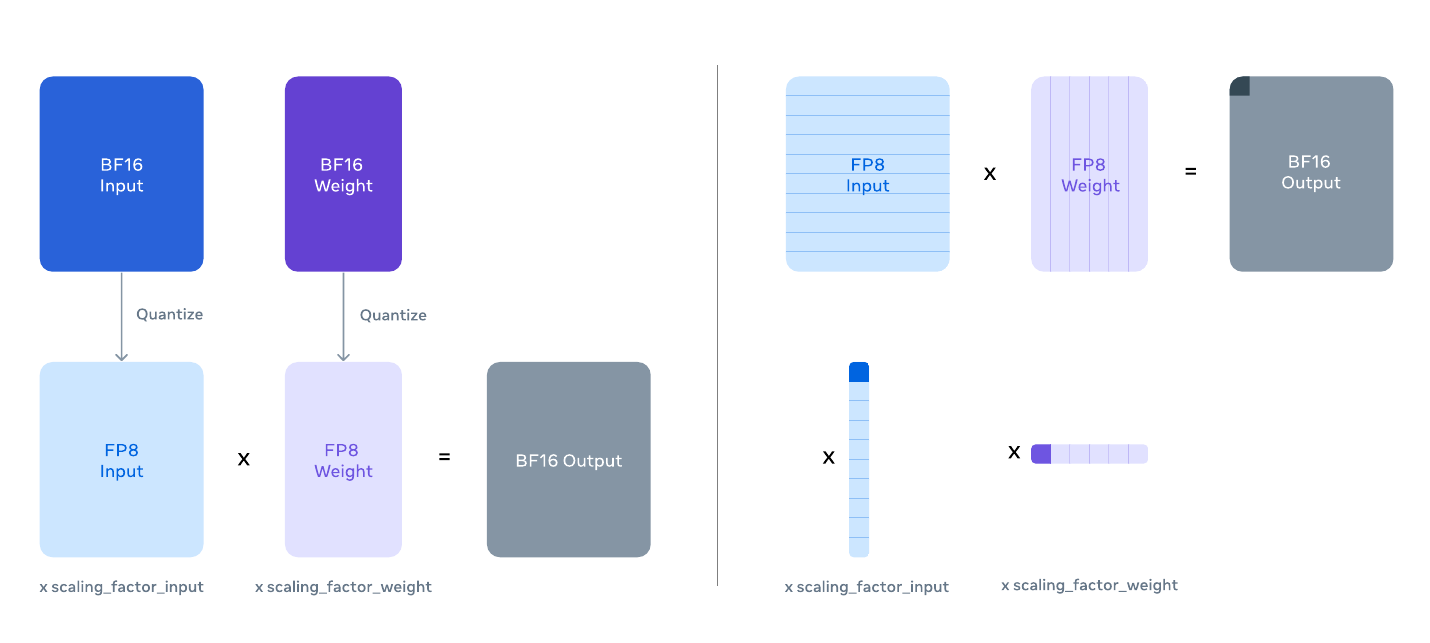 BF16
Input
BF16
Weight
Quantize
Quantize
FP8
Input
x
FP8
Weight
=
BF16 Output
x scaling_factor_input
x scaling_factor_weight
FP8
Input
x
FP8
Weight
=
BF16
Output
x
x
x scaling_factor_input
x scaling_factor_weight